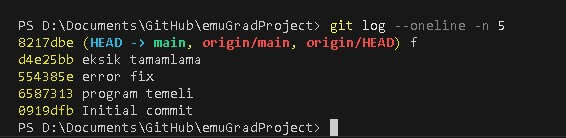 PS D:\Documents\GitHub\emuGradProject> git log --oneline -n 5
8217dbe (HEAD -> main, origin/main, origin/HEAD) f
d4e25bb eksik tamamlama
554385e error fix
6587313 program temeli
0919dfb Initial commit
PS D:\Documents\GitHub\emuGradProject>